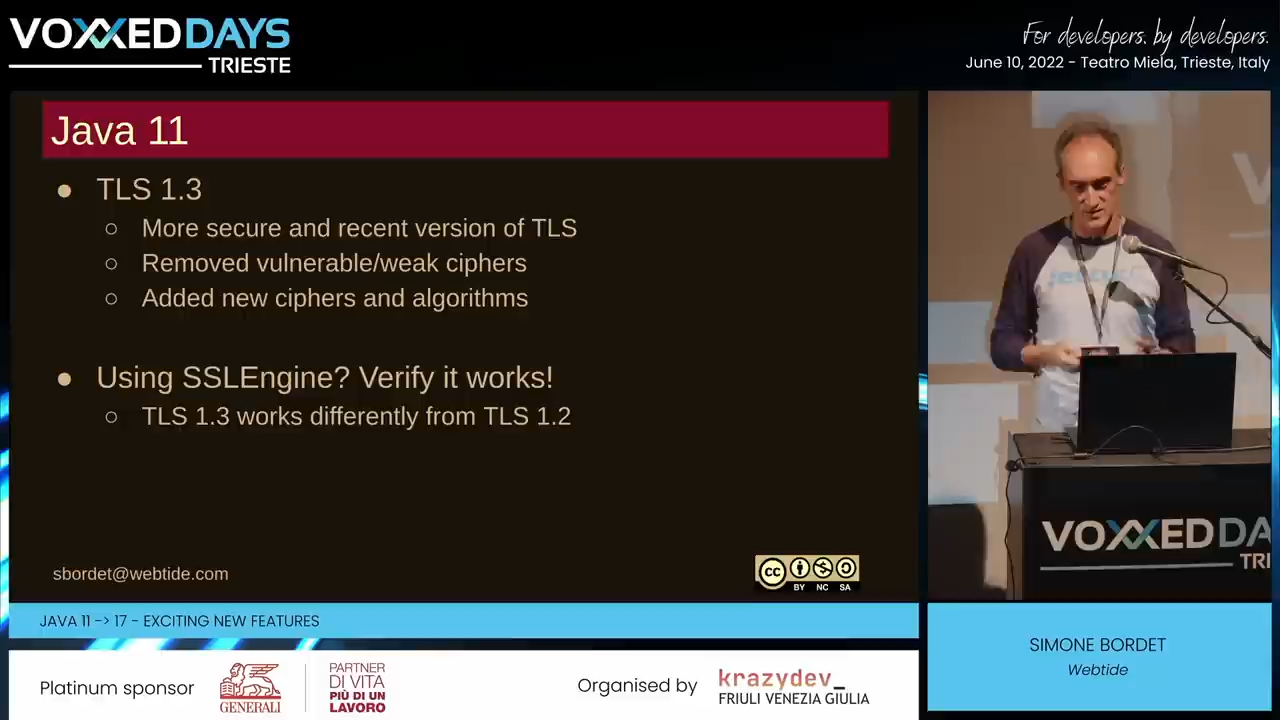 VOXXEDDAYS
TRIESTE
For developers. by developers.
June 10, 2022 - Teatro Miela, Trieste, Italy
Java 11
● TLS 1.3
○ More secure and recent version of TLS
○ Removed vulnerable/weak ciphers
○ Added new ciphers and algorithms
● Using SSLEngine? Verify it works!
○ TLS 1.3 works differently from TLS 1.2
sbordet@webtide.com
cc
BY NC SA
VOXXEDDA
TRI
JAVA 11 -> 17 - EXCITING NEW FEATURES
SIMONE BORDET
Webtide
Platinum sponsor
GENERALI
PARTNER
DI VITA
PIÙ DI UN
LAVORO
Organised by
krazydev_
FRIULI VENEZIA GIULIA